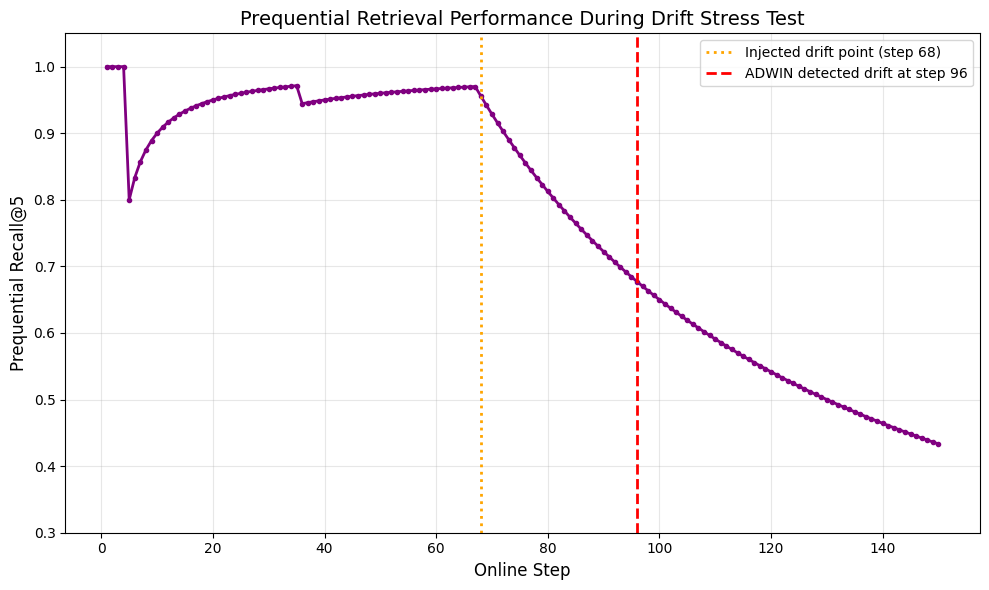 Prequential Retrieval Performance During Drift Stress Test
Injected drift point (step 68)
ADWIN detected drift at step 96
Prequential Recall@5
1.0
0.9
0.8
0.7
0.6
0.5
0.4
0.3
0 20 40 60 80 100 120 140
Online Step